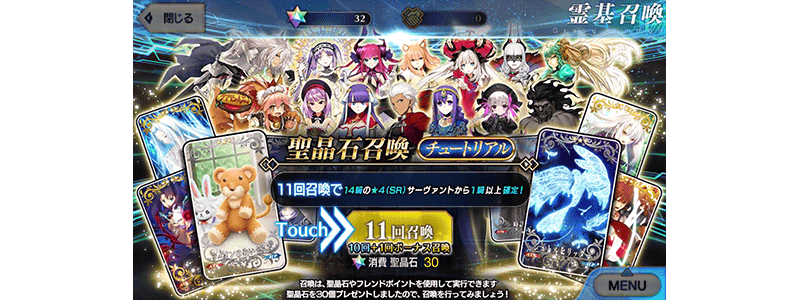 閉じる
32
0
霊基召喚
聖晶石召喚 チュートリアル
11回召喚で14騎の★4(SR)サーヴァントから1騎以上確定!
Touch
11回召喚
10回+1回ボーナス召喚
消費 聖晶石 30
召喚は、聖晶石やフレンドポイントを使用して実行できます
聖晶石を30個プレゼントしましたので、召喚を行ってみましょう!
MENU